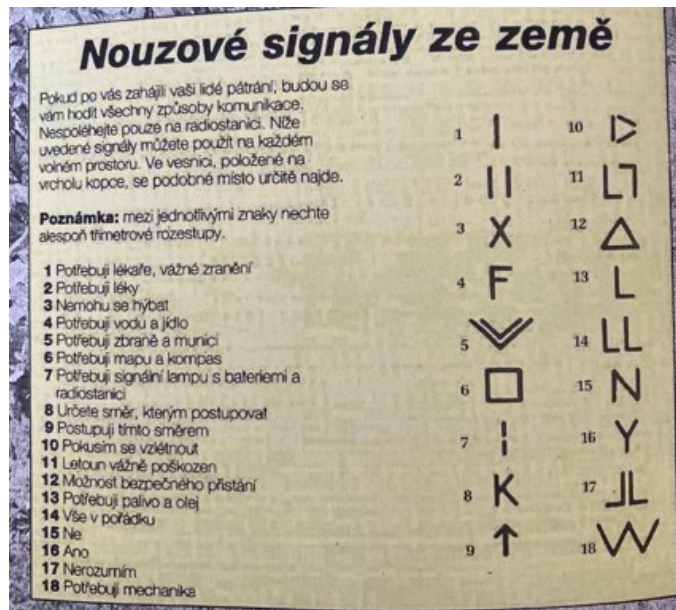 Nouzové signály ze země
Pokud po vás zahájili vaši lidé pátrání, budou se
vám hodit všechny způsoby komunikace.
Nespoléhejte pouze na radiostanici. Níže
uvedené signály můžete použít na každém
volném prostoru. Ve vesnici, položené na
vrcholu kopce, se podobné místo určitě najde.
Poznámka: mezi jednotlivými znaky nechte
alespoň třímetrové rozestupy.
1 Potřebuji lékaře, vážné zranění
2 Potřebuji léky
3 Nemohu se hýbat
4 Potřebuji vodu a jídlo
5 Potřebuji zbraně a munici
6 Potřebuji mapu a kompas
7 Potřebuji signální lampu s bateriemi a
radiostanici
8 Určete směr, kterým postupovat
9 Postupuji tímto směrem
10 Pokusím se vzlétnout
11 Letoun vážně poškozen
12 Možnost bezpečného přistání
13 Potřebuji palivo a olej
14 Vše v pořádku
15 Ne
16 Ano
17 Nerozumím
18 Potřebuji mechanika
1 I
2 II
3 X
4 F
5
6
7
8 K
9 ↑
10
11
12 △
13 L
14 LL
15 N
16 Y
17 ⅃L
18 W